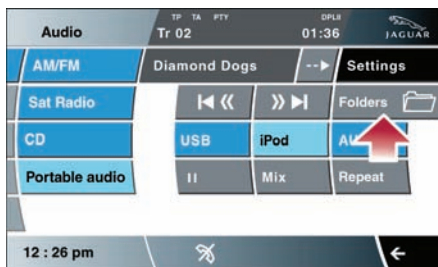 TP TA PTY DPLII
Audio Tr 02 01:36 JAGUAR
AM/FM Diamond Dogs Settings
Sat Radio Folders
CD USB iPod
Portable audio Mix Repeat
12 : 26 pm